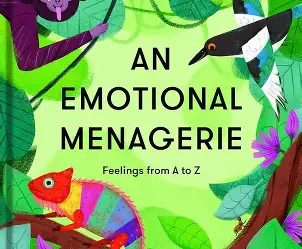 AN
EMOTIONAL
MENAGERIE
Feelings from A to Z